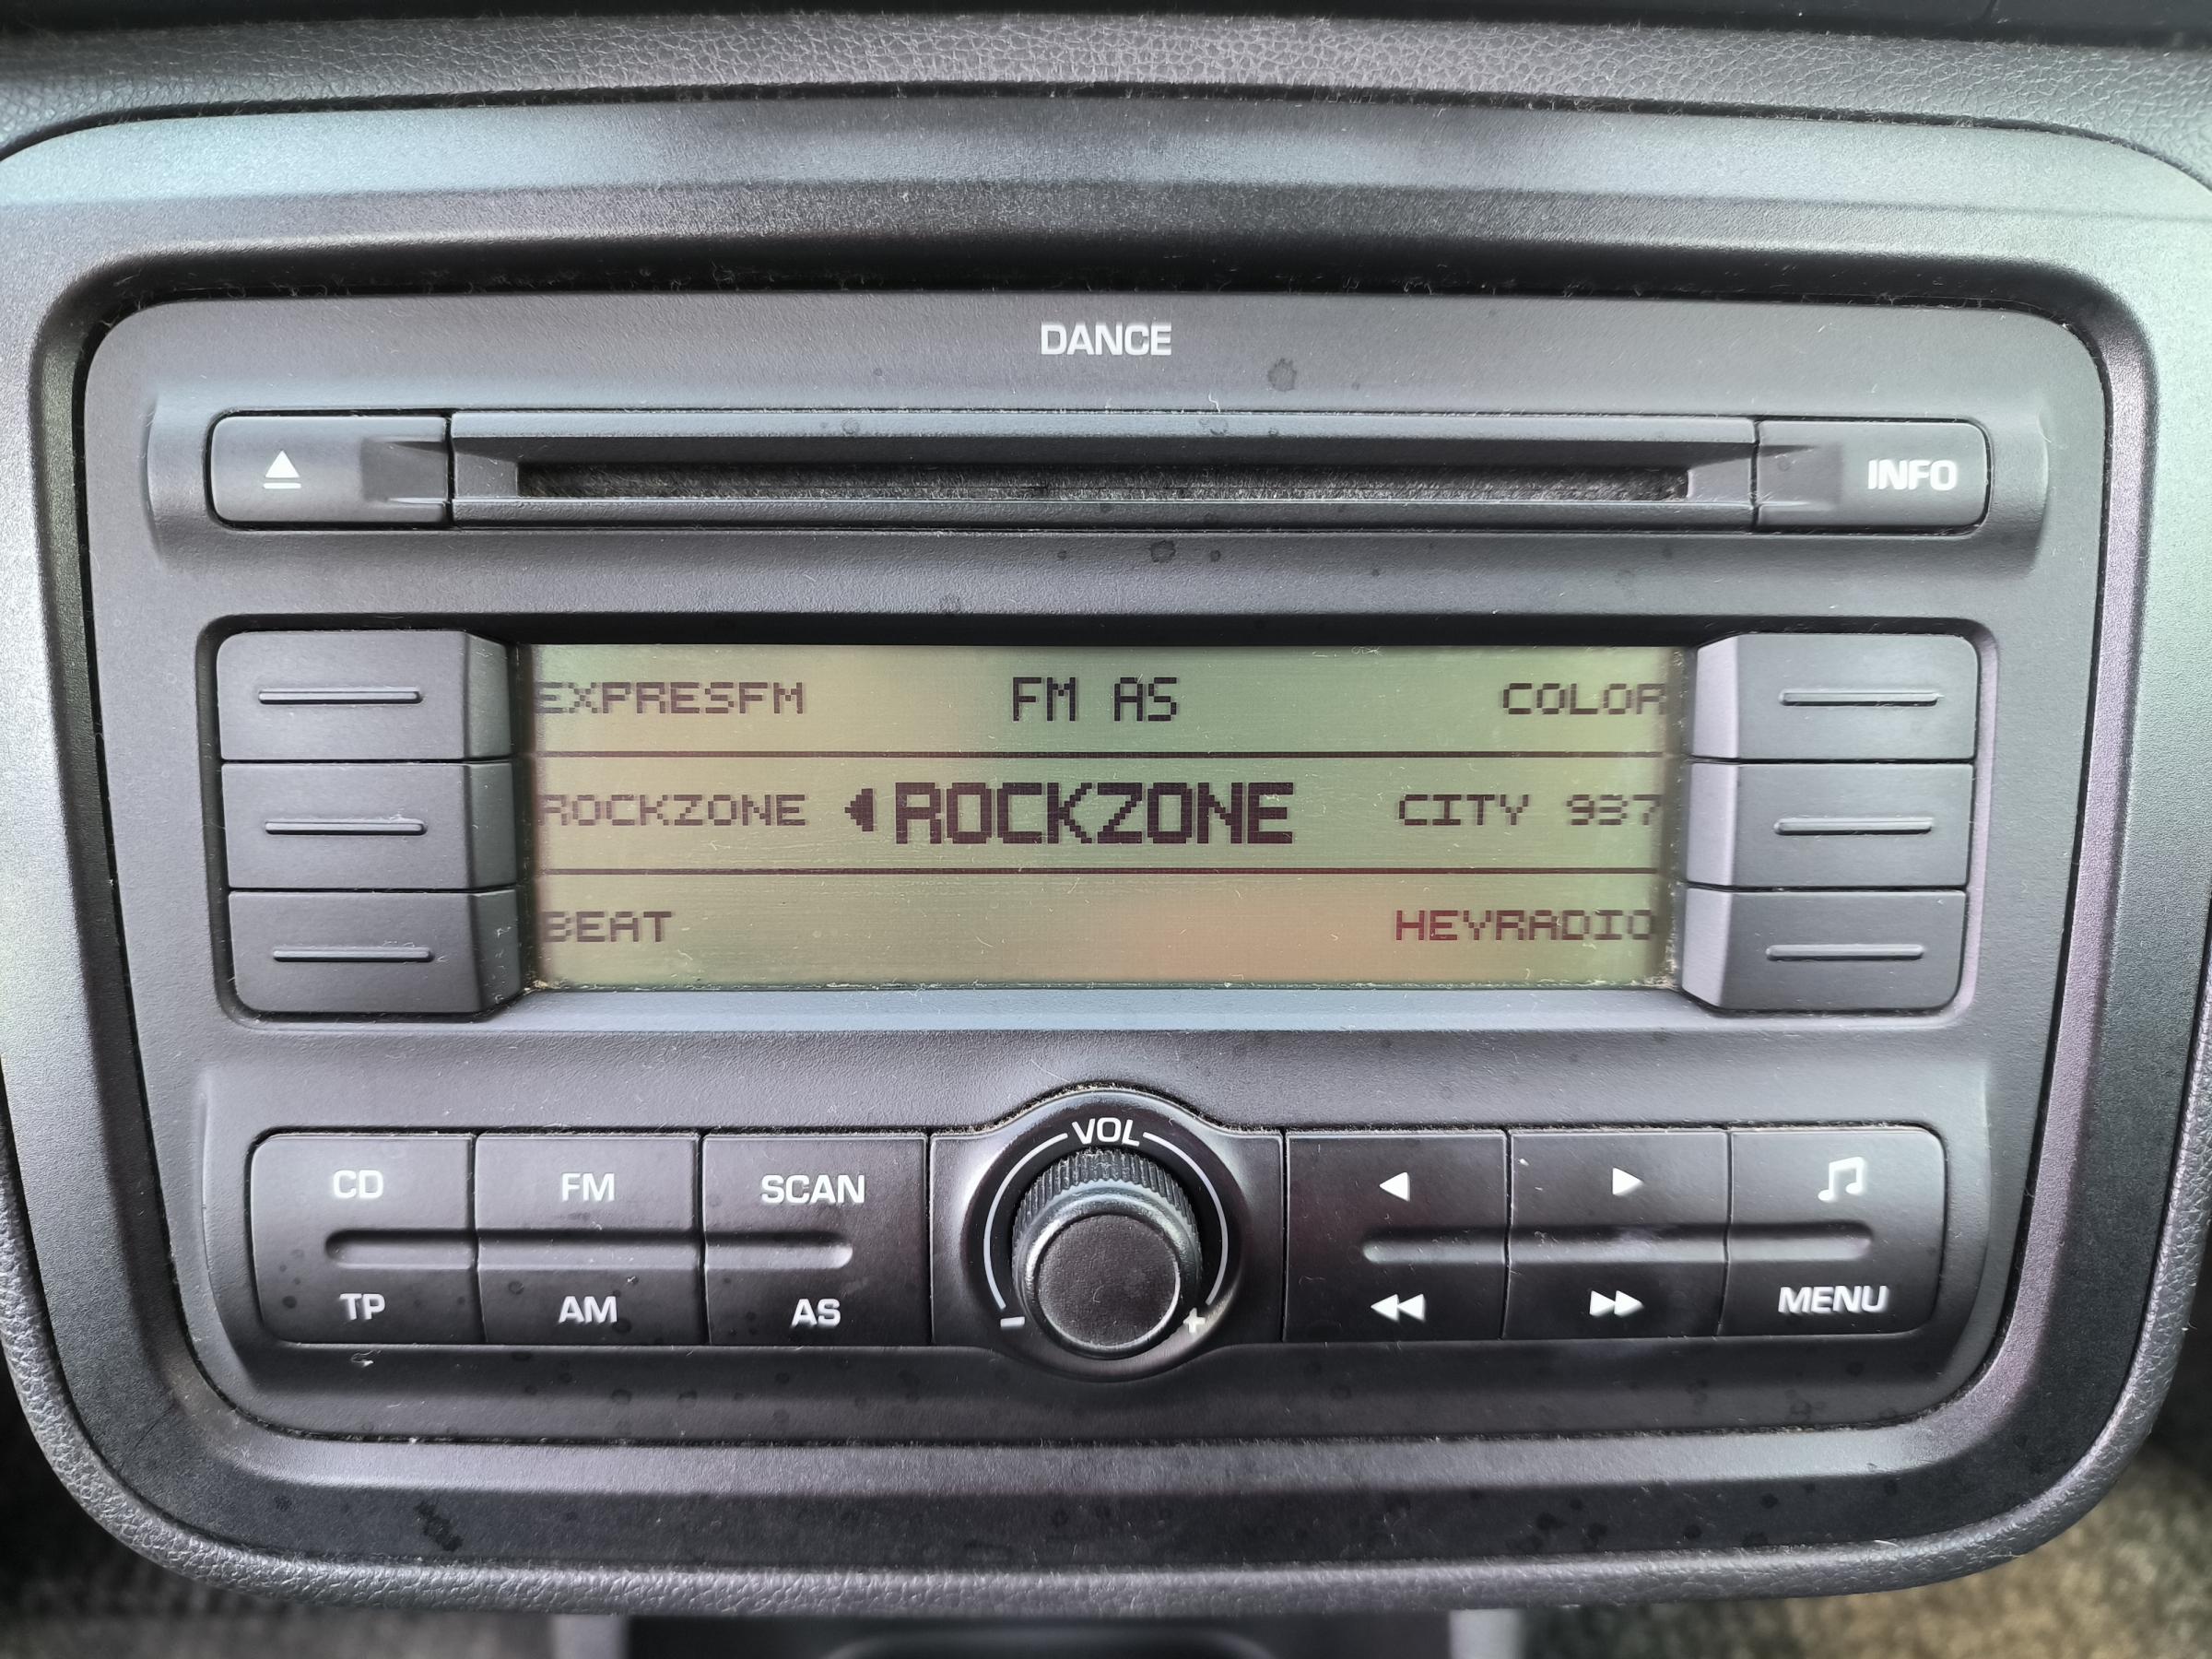 DANCE
INFO
EXPRESFM FM AS COLOR
ROCKZONE ROCKZONE CITY 937
BEAT HEYRADIO
VOL
CD FM SCAN
TP AM AS - + MENU